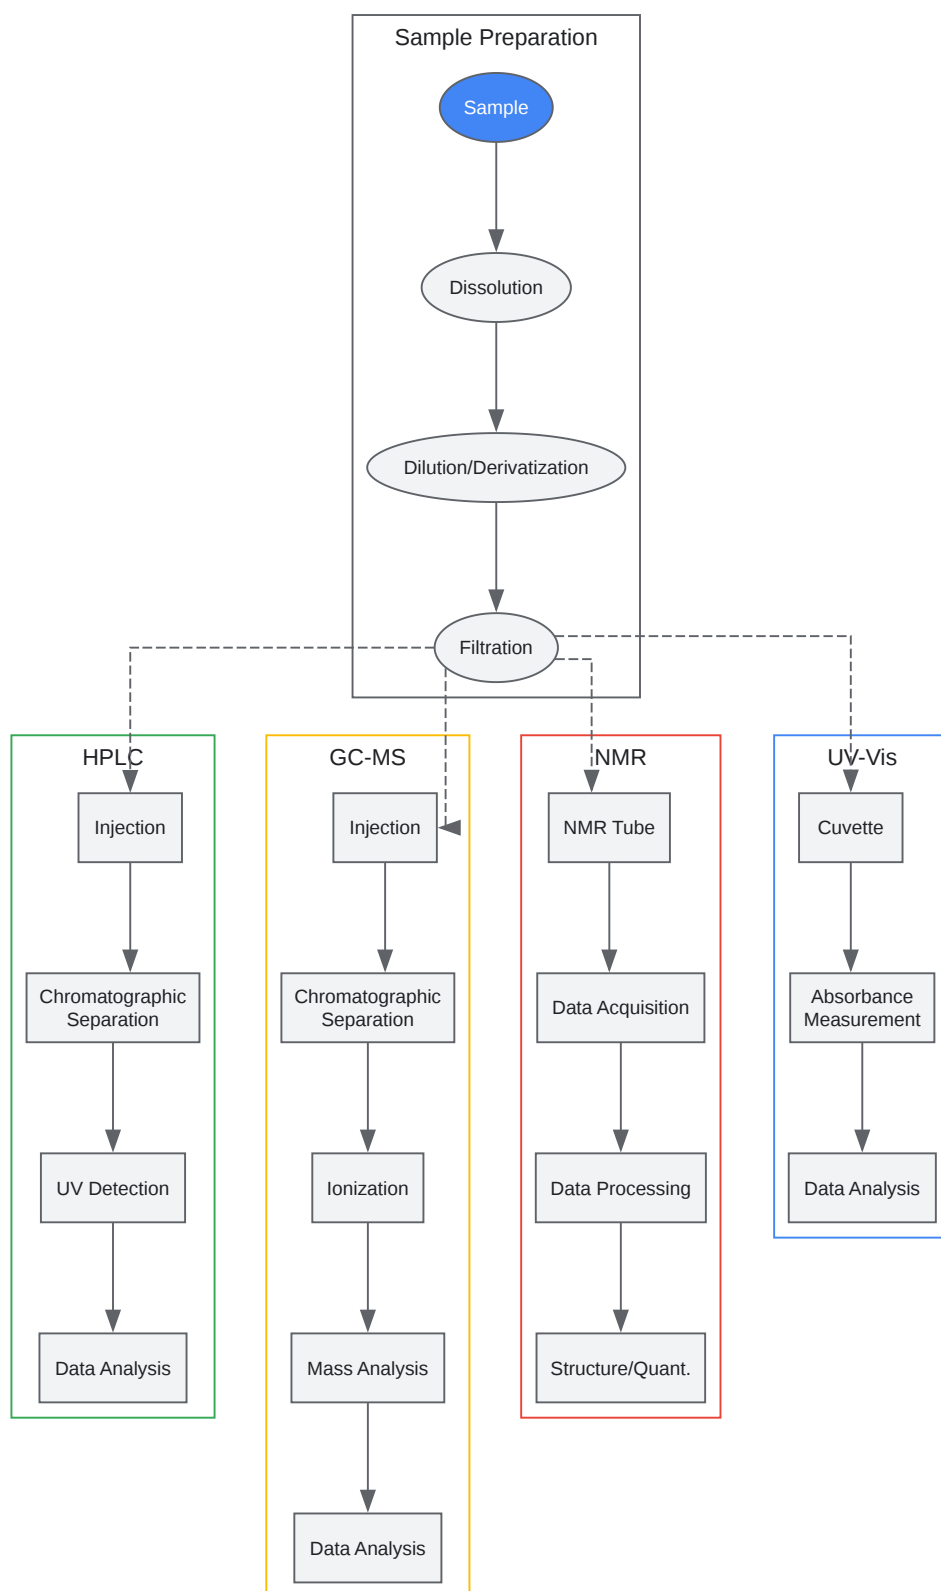 Sample Preparation
Sample
Dissolution
Dilution/Derivatization
Filtration
HPLC
Injection
Chromatographic
Separation
UV Detection
Data Analysis
GC-MS
Injection
Chromatographic
Separation
Ionization
Mass Analysis
Data Analysis
NMR
NMR Tube
Data Acquisition
Data Processing
Structure/Quant.
UV-Vis
Cuvette
Absorbance
Measurement
Data Analysis